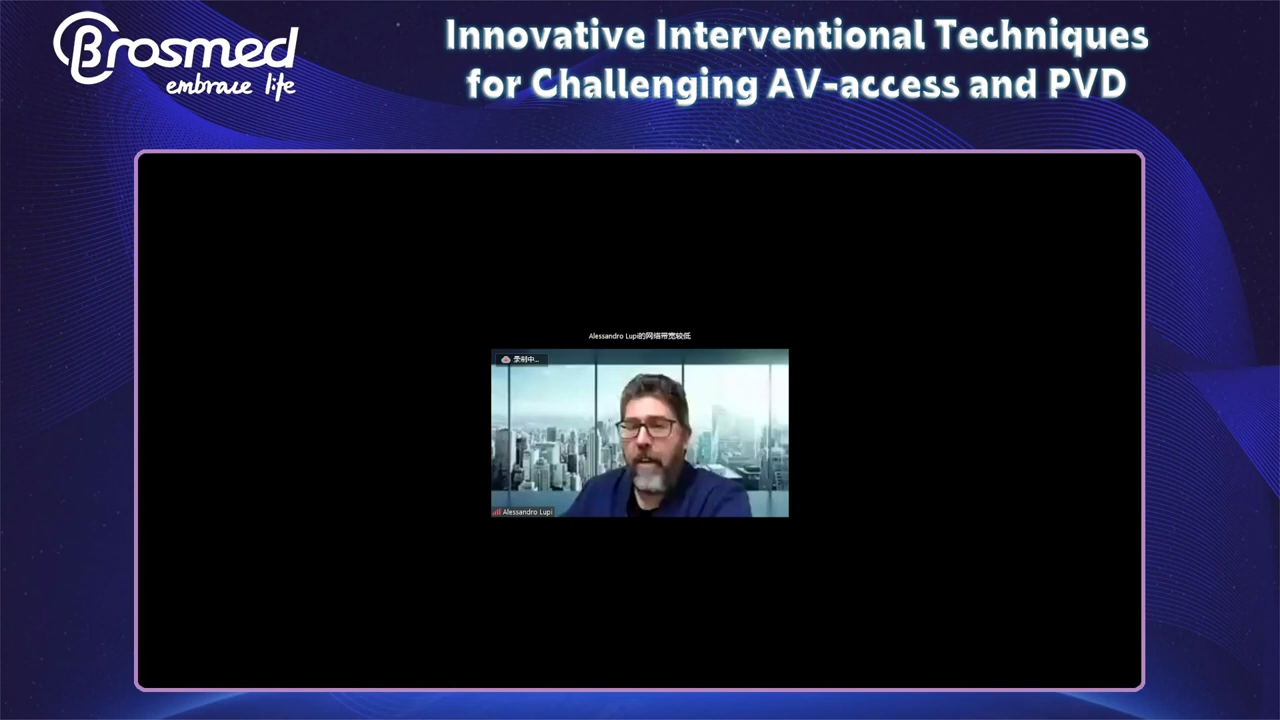 Brosmed
embrace life
Innovative Interventional Techniques
for Challenging AV-access and PVD
Alessandro Lupi的网络带宽较低
录制中...
Alessandro Lupi